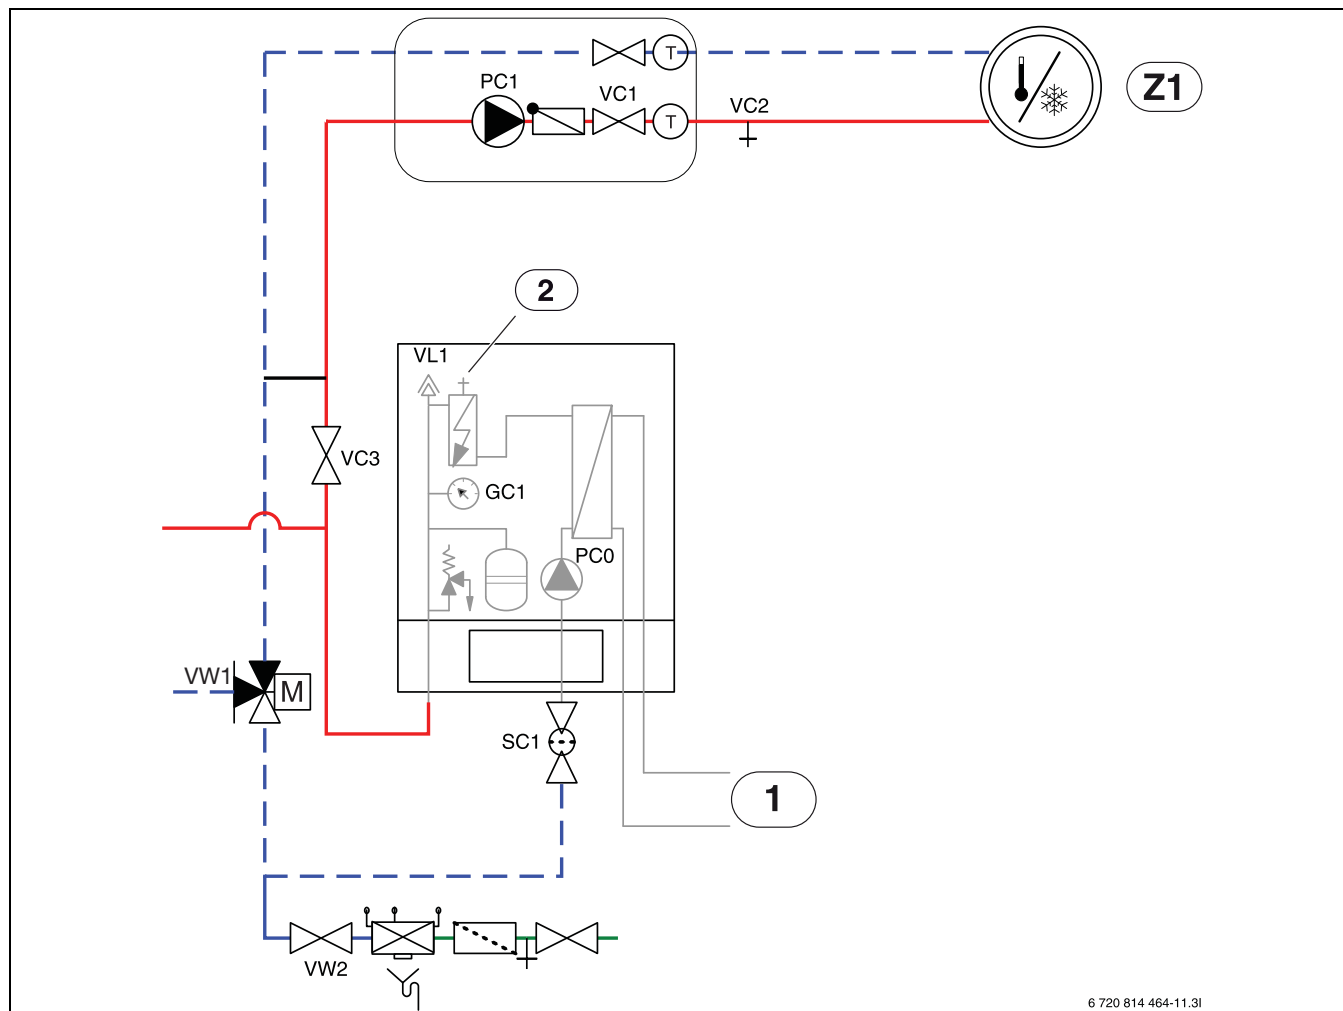 T
PC1
VC1
T
VC2
Z1
2
VL1
VC3
GC1
PC0
VW1
M
SC1
1
VW2
6 720 814 464-11.3I